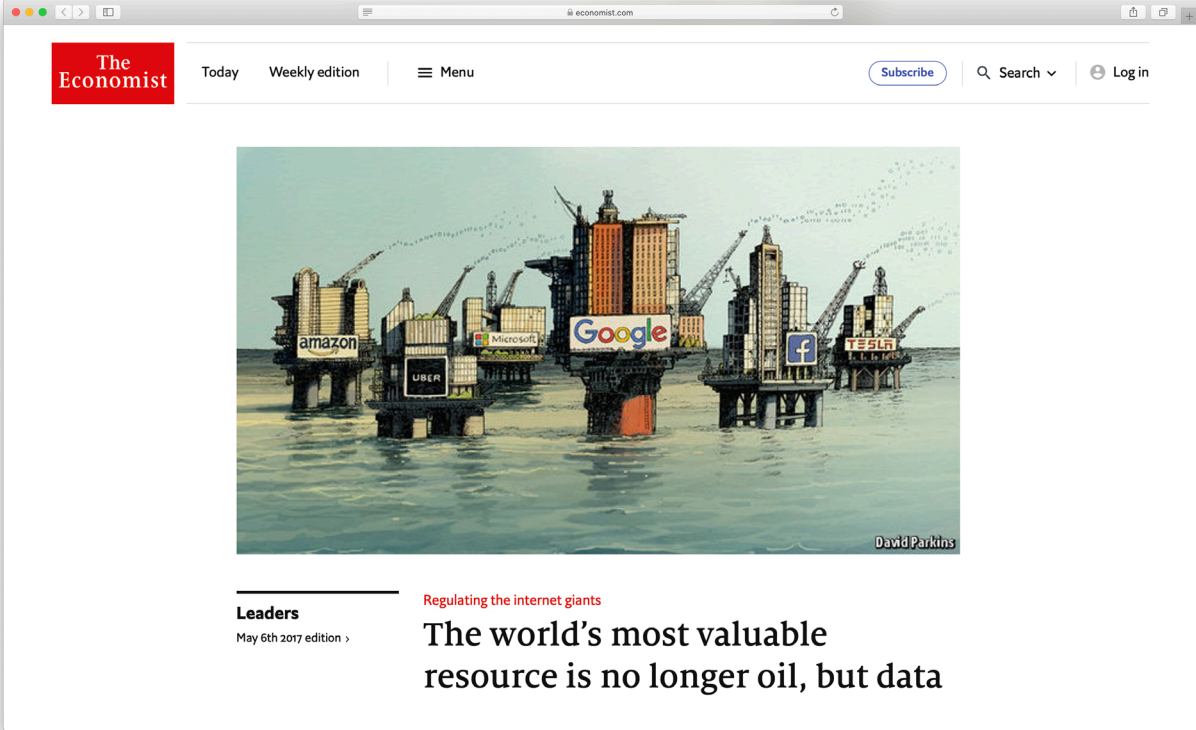 economist.com
The
Economist
Today
Weekly edition
Menu
Subscribe
Search
Log in
amazon
UBER
Microsoft
Google
f
TESLA
David Parkins
Leaders
May 6th 2017 edition
Regulating the internet giants
The world's most valuable
resource is no longer oil, but data